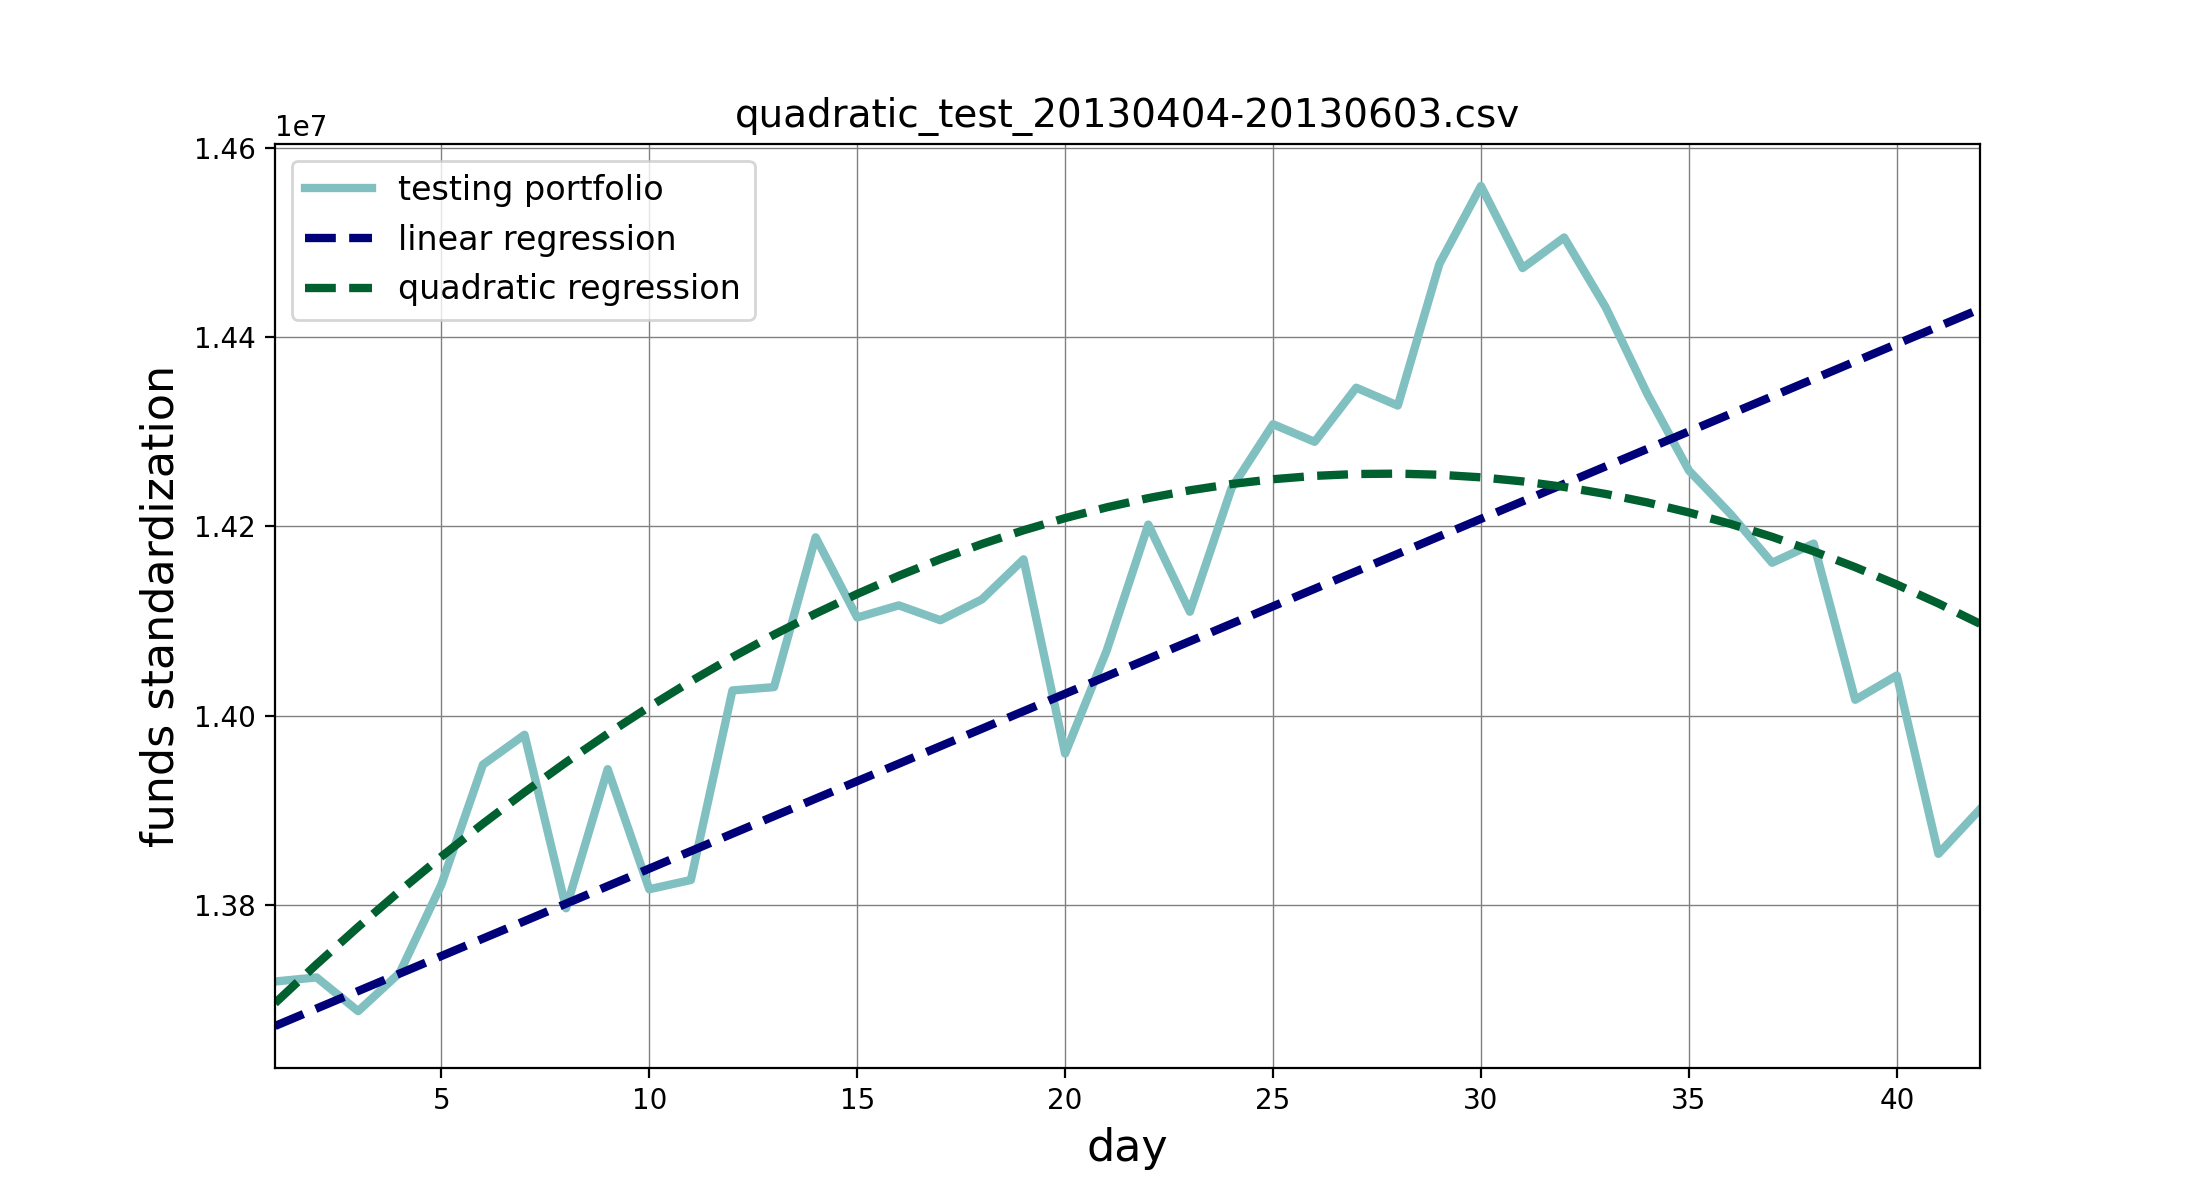 quadratic_test_20130404-20130603.csv
1e7
1.46
1.44
1.42
1.40
1.38
funds standardization
testing portfolio
linear regression
quadratic regression
5 10 15 20 25 30 35 40
day